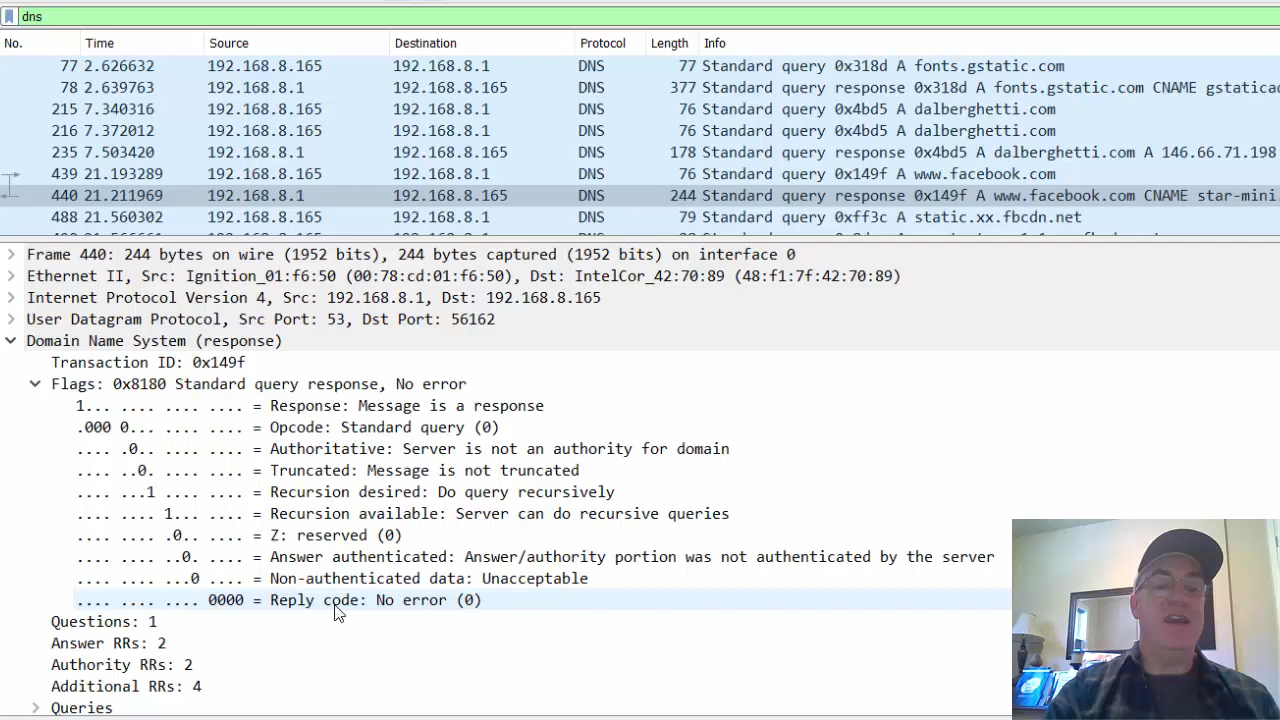 dns
No. Time Source Destination Protocol Length Info
77 2.626632 192.168.8.165 192.168.8.1 DNS 77 Standard query 0x318d A fonts.gstatic.com
78 2.639763 192.168.8.1 192.168.8.165 DNS 377 Standard query response 0x318d A fonts.gstatic.com CNAME gstaticad
215 7.340316 192.168.8.165 192.168.8.1 DNS 76 Standard query 0x4bd5 A dalberghetti.com
216 7.372012 192.168.8.165 192.168.8.1 DNS 76 Standard query 0x4bd5 A dalberghetti.com
235 7.503420 192.168.8.1 192.168.8.165 DNS 178 Standard query response 0x4bd5 A dalberghetti.com A 146.66.71.198
439 21.193289 192.168.8.165 192.168.8.1 DNS 76 Standard query 0x149f A www.facebook.com
440 21.211969 192.168.8.1 192.168.8.165 DNS 244 Standard query response 0x149f A www.facebook.com CNAME star-mini.
488 21.560302 192.168.8.165 192.168.8.1 DNS 79 Standard query 0xff3c A static.xx.fbcdn.net
Frame 440: 244 bytes on wire (1952 bits), 244 bytes captured (1952 bits) on interface 0
Ethernet II, Src: Ignition_01:f6:50 (00:78:cd:01:f6:50), Dst: IntelCor_42:70:89 (48:f1:7f:42:70:89)
Internet Protocol Version 4, Src: 192.168.8.1, Dst: 192.168.8.165
User Datagram Protocol, Src Port: 53, Dst Port: 56162
Domain Name System (response)
Transaction ID: 0x149f
Flags: 0x8180 Standard query response, No error
1... .... .... .... = Response: Message is a response
.000 0... .... .... = Opcode: Standard query (0)
.... .0.. .... .... = Authoritative: Server is not an authority for domain
.... ..0. .... .... = Truncated: Message is not truncated
.... ...1 .... .... = Recursion desired: Do query recursively
.... .... 1... .... = Recursion available: Server can do recursive queries
.... .... .0.. .... = Z: reserved (0)
.... .... ..0. .... = Answer authenticated: Answer/authority portion was not authenticated by the server
.... .... ...0 .... = Non-authenticated data: Unacceptable
.... .... .... 0000 = Reply code: No error (0)
Questions: 1
Answer RRs: 2
Authority RRs: 2
Additional RRs: 4
Queries